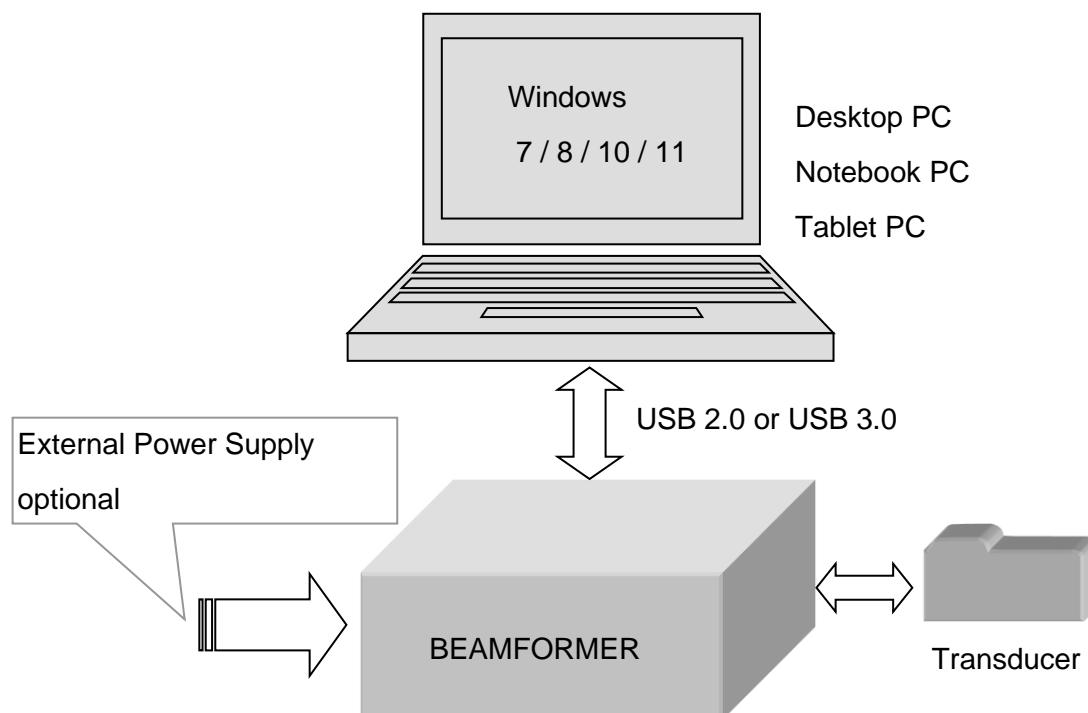 Windows
7 / 8 / 10 / 11
Desktop PC
Notebook PC
Tablet PC
USB 2.0 or USB 3.0
External Power Supply
optional
BEAMFORMER
Transducer